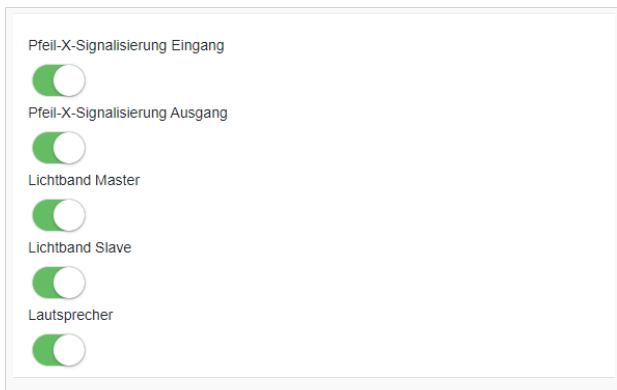 Pfeil-X-Signalisierung Eingang
Pfeil-X-Signalisierung Ausgang
Lichtband Master
Lichtband Slave
Lautsprecher